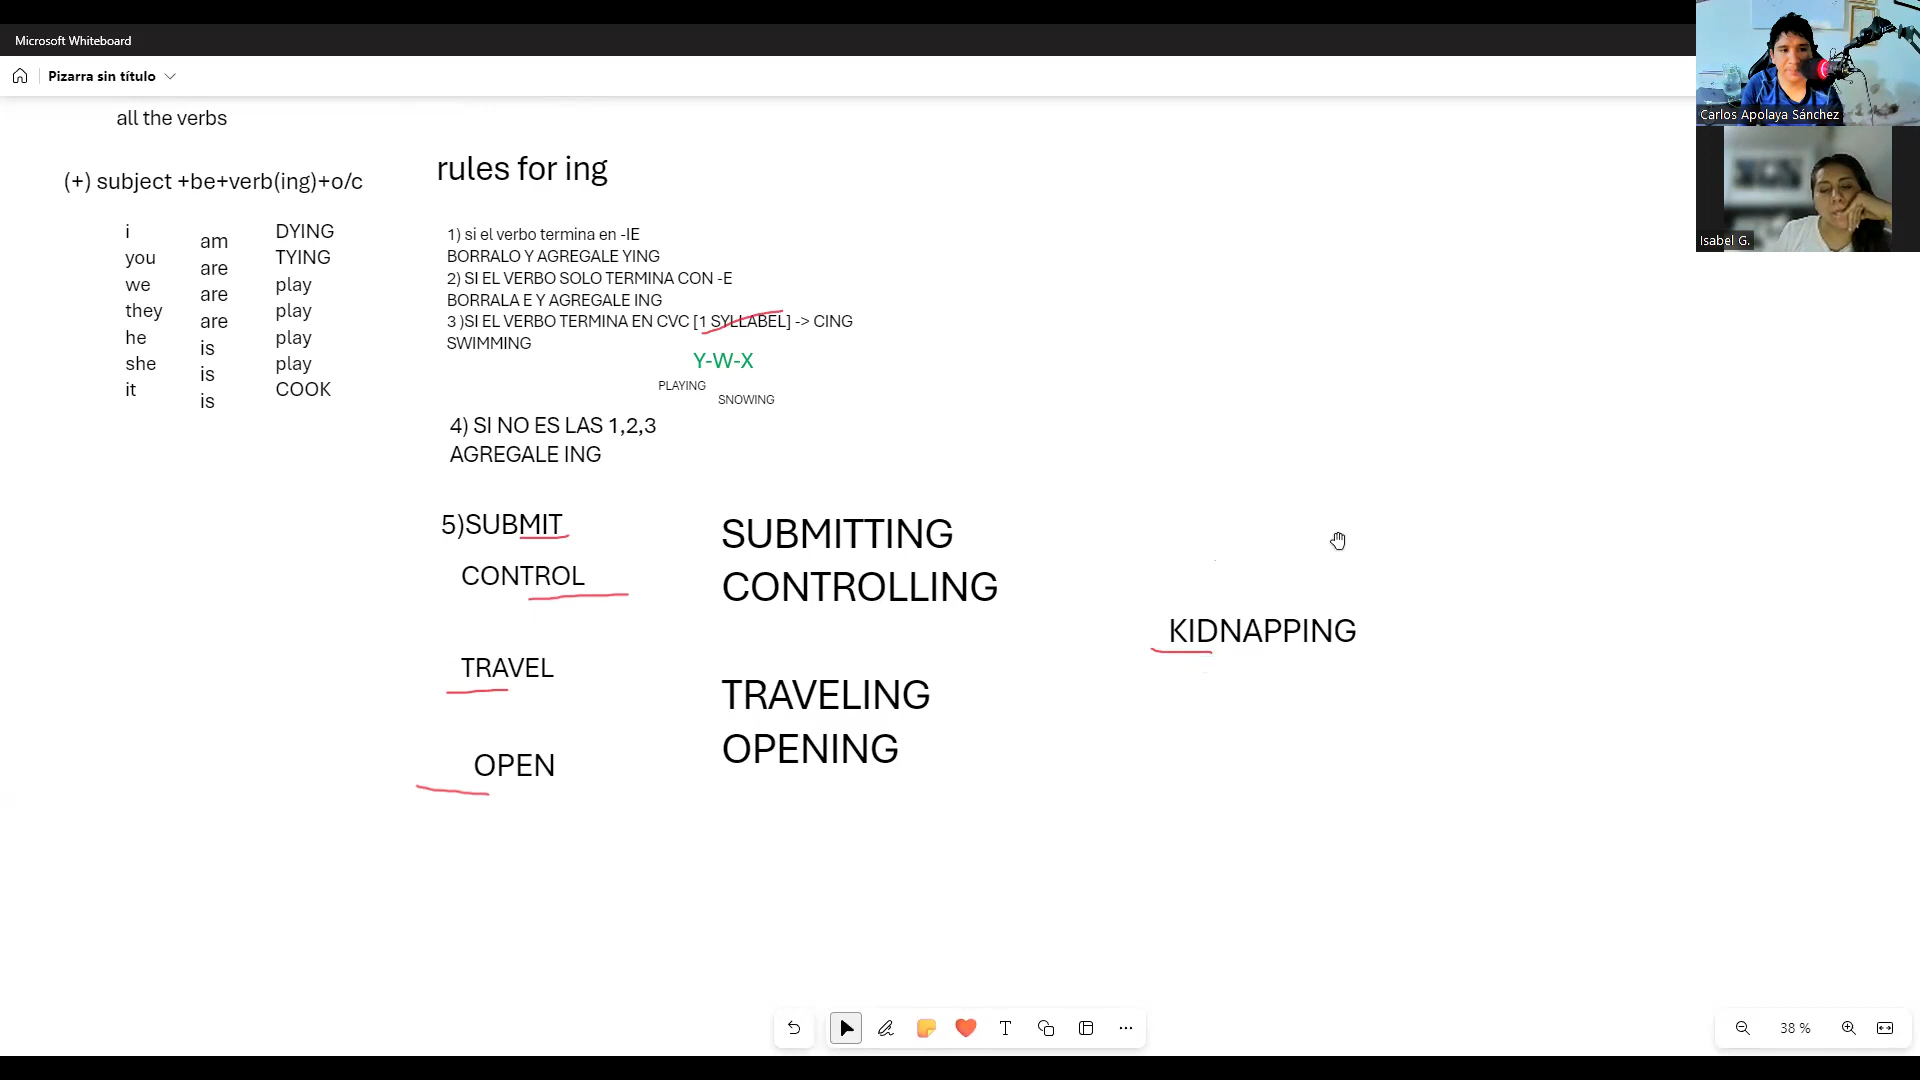 Microsoft Whiteboard
Pizarra sin título
all the verbs
(+) subject +be+verb(ing)+o/c
i am DYING
you are TYING
we are play
they are play
he is play
she is play
it is COOK
rules for ing
1) si el verbo termina en -IE
BORRALO Y AGREGALE YING
2) SI EL VERBO SOLO TERMINA CON -E
BORRALA E Y AGREGALE ING
3 )SI EL VERBO TERMINA EN CVC [1 SYLLABEL] -> CING
SWIMMING
Y-W-X
PLAYING
SNOWING
4) SI NO ES LAS 1,2,3
AGREGALE ING
5)SUBMIT
CONTROL
TRAVEL
OPEN
SUBMITTING
CONTROLLING
TRAVELING
OPENING
KIDNAPPING
Carlos Apolaya Sánchez
Isabel G.
38 %